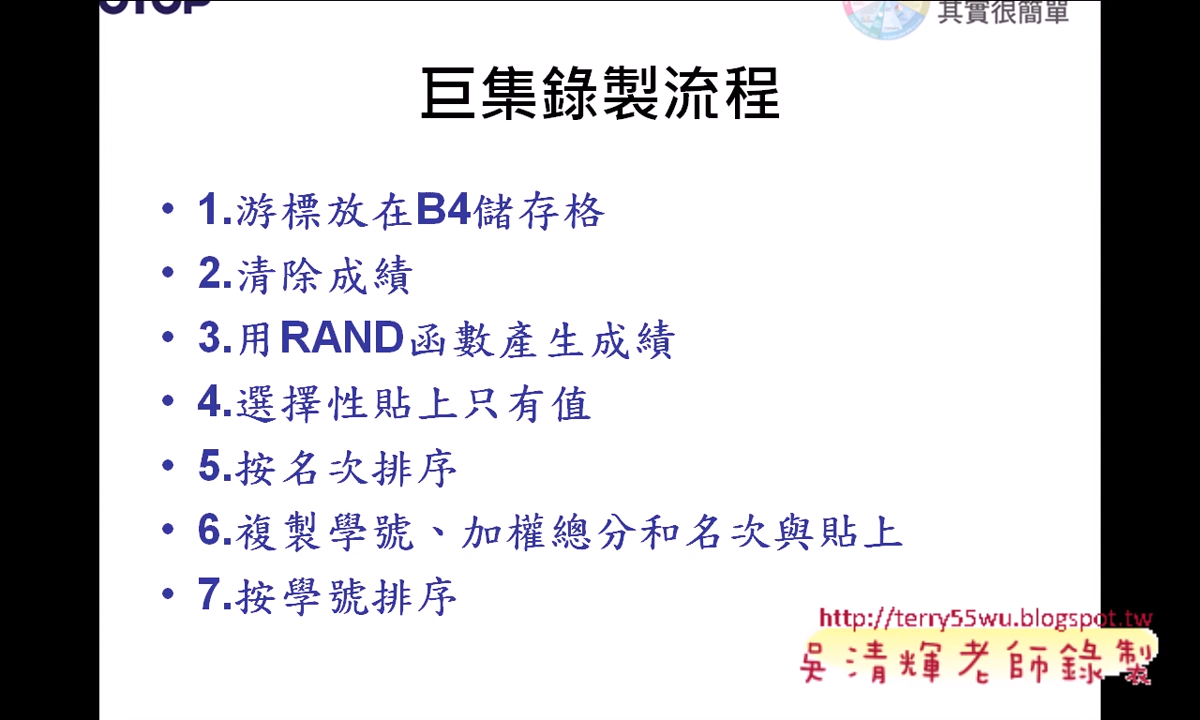 其實很簡單
巨集錄製流程
• 1.游標放在B4儲存格
• 2.清除成績
• 3.用RAND函數產生成績
• 4.選擇性貼上只有值
• 5.按名次排序
• 6.複製學號、加權總分和名次與貼上
• 7.按學號排序
http://terry55wu.blogspot.tw
吳清輝老師錄製